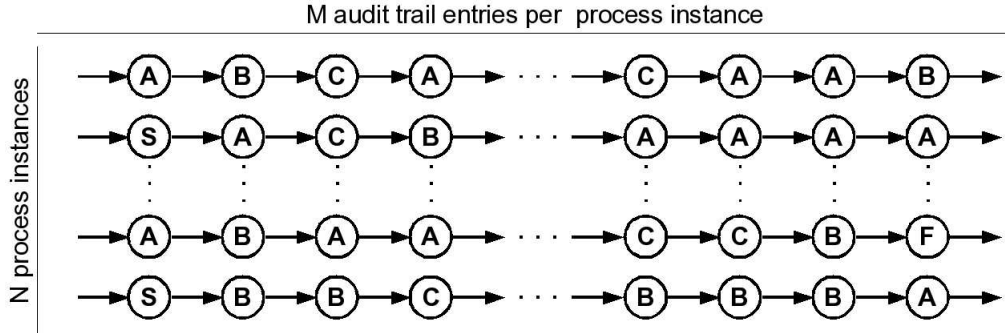 M audit trail entries per process instance
N process instances
A B C A . . . C A A B
S A C B . . . A A A A
A B A A . . . C C B F
S B B C . . . B B B A